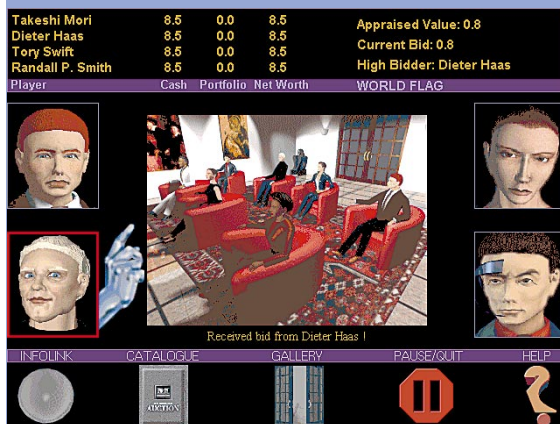 Takeshi Mori 8.5 0.0 8.5
Dieter Haas 8.5 0.0 8.5
Tory Swift 8.5 0.0 8.5
Randall P. Smith 8.5 0.0 8.5
Player Cash Portfolio Net Worth
Appraised Value: 0.8
Current Bid: 0.8
High Bidder: Dieter Haas
WORLD FLAG
Received bid from Dieter Haas !
INFOLINK CATALOGUE GALLERY PAUSE/QUIT HELP
AUCTION